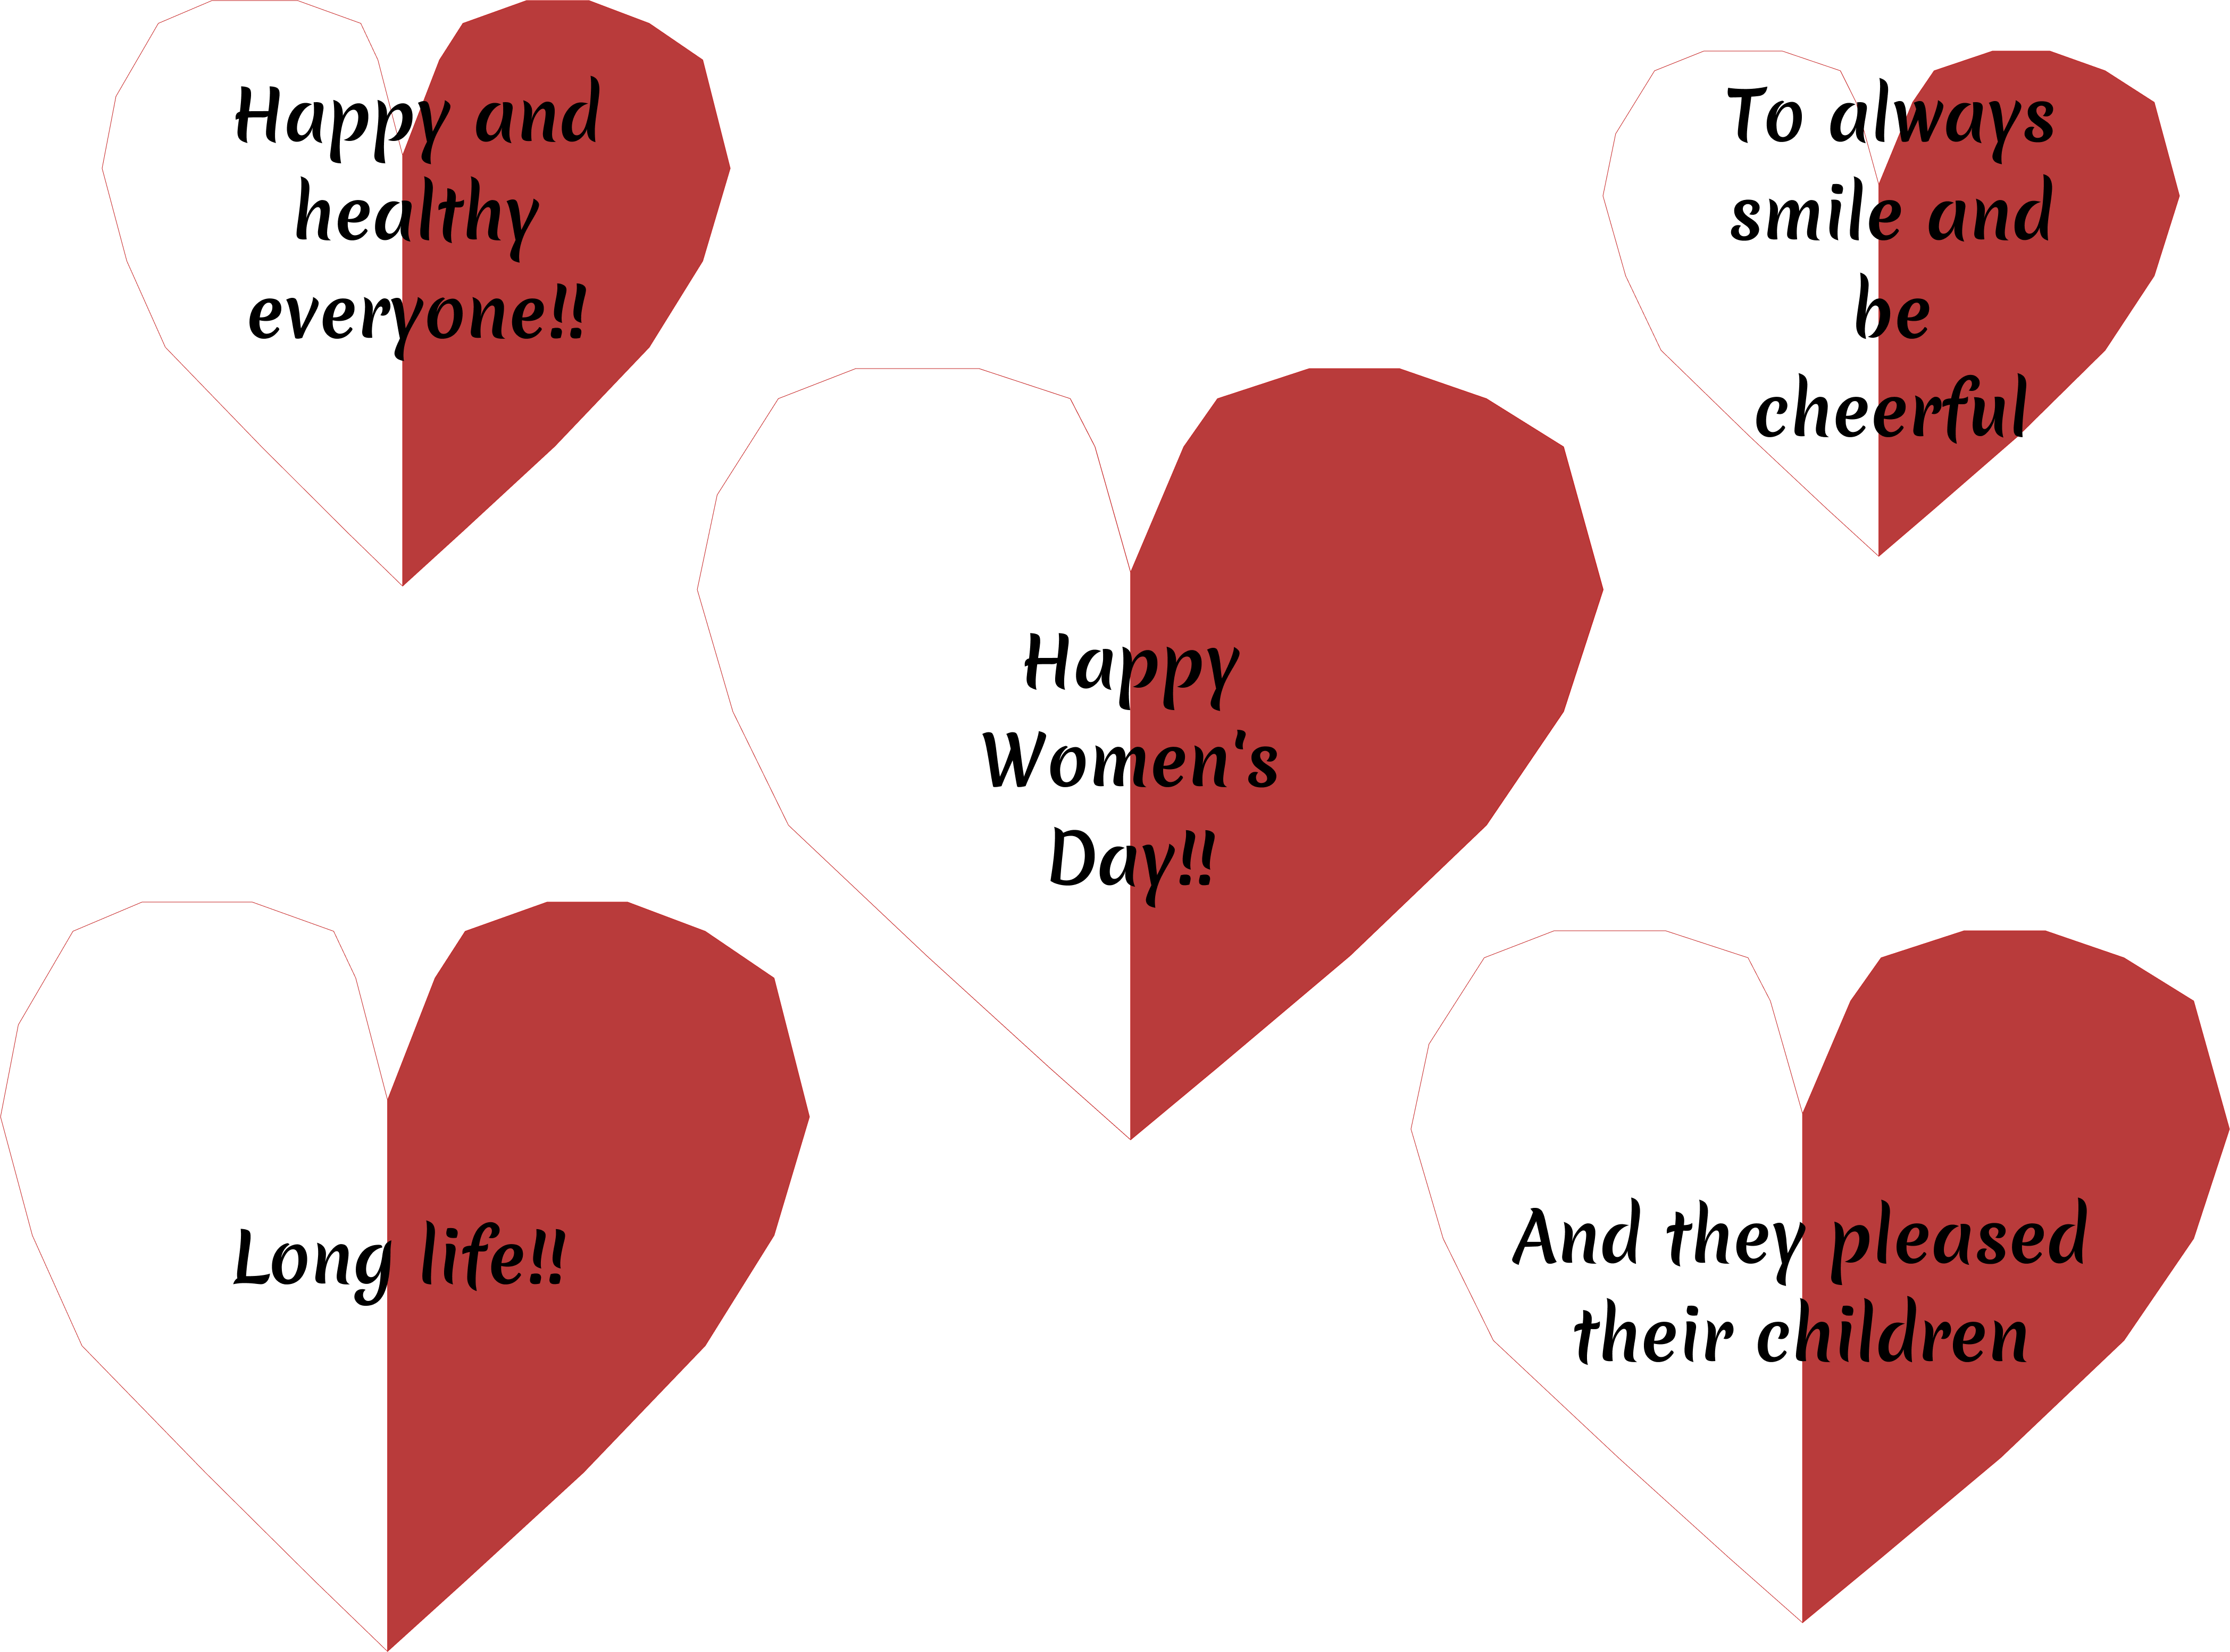 Happy and
healthy
everyone!!
To always
smile and
be
cheerful
Happy
Women's
Day!!
Long life!!
And they pleased
their children